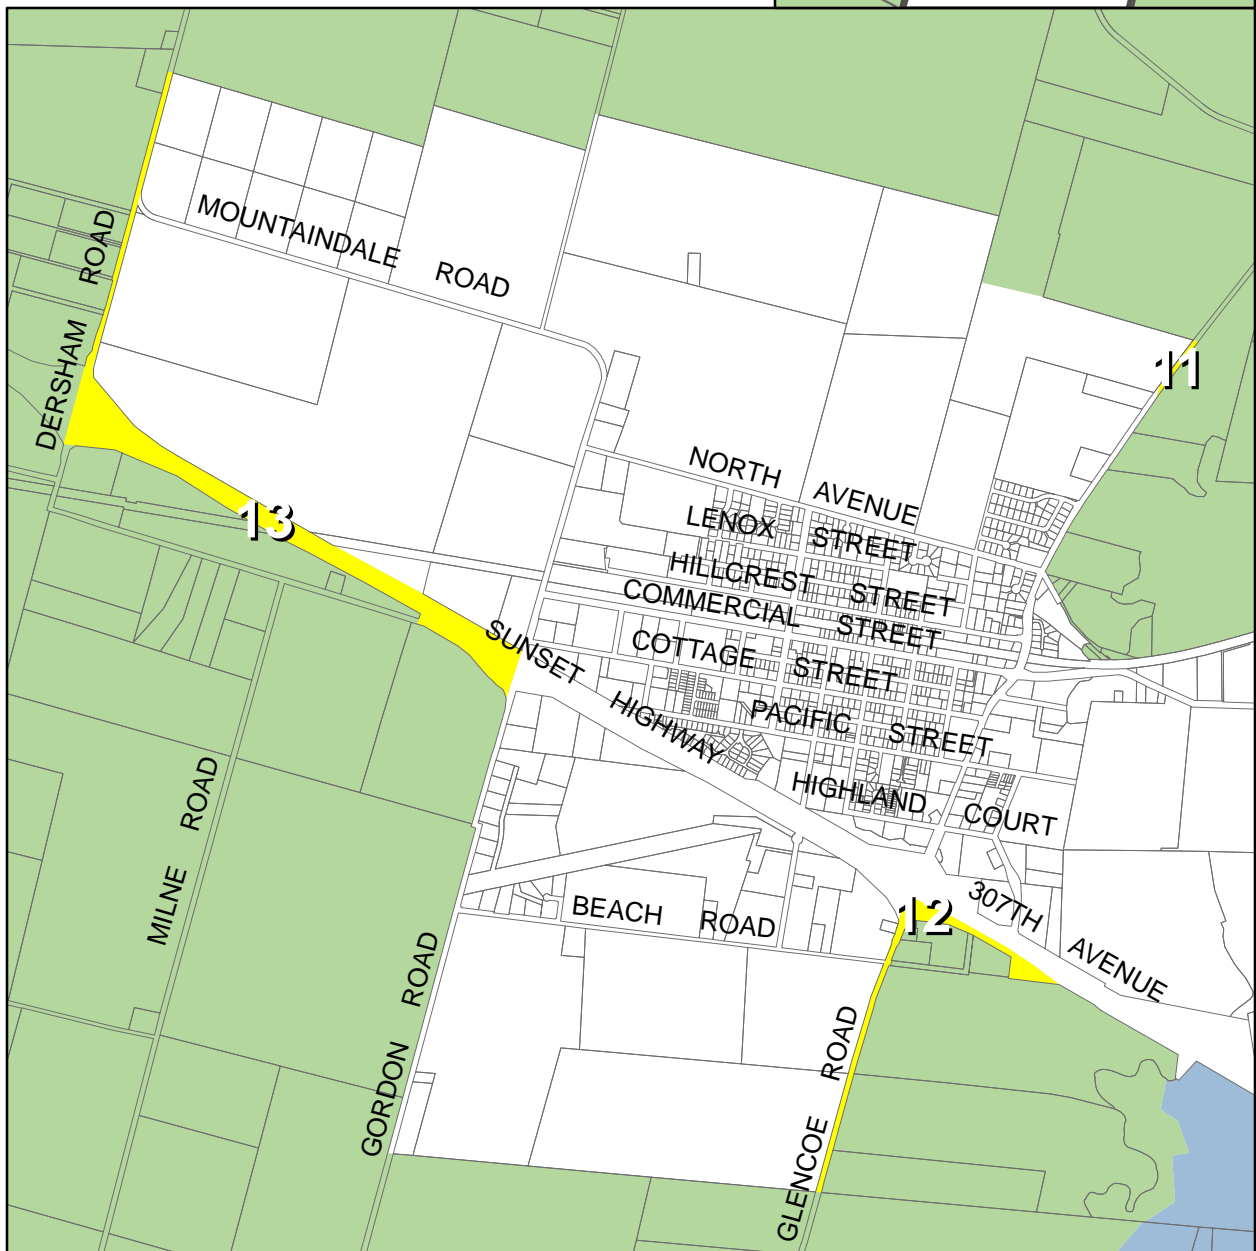 MOUNTAINDALE ROAD
DERSHAM ROAD
11
NORTH AVENUE
LENOX STREET
13
HILLCREST STREET
COMMERCIAL STREET
COTTAGE STREET
SUNSET HIGHWAY
PACIFIC STREET
HIGHLAND COURT
MILNE ROAD
12
307TH AVENUE
BEACH ROAD
GORDON ROAD
GLENCOE ROAD